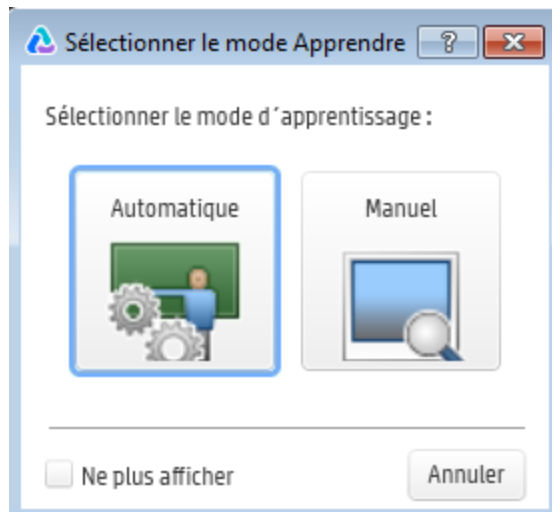 Sélectionner le mode Apprendre ?
Sélectionner le mode d´apprentissage :
Automatique Manuel
Ne plus afficher Annuler